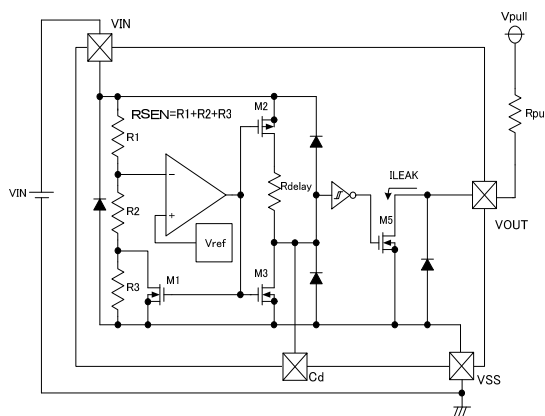 Vpull
VIN
Rpu
RSEN=R1+R2+R3
M2
R1
Rdelay
ILEAK
VIN
R2
Vref
M5
VOUT
R3
M1
M3
Cd
VSS